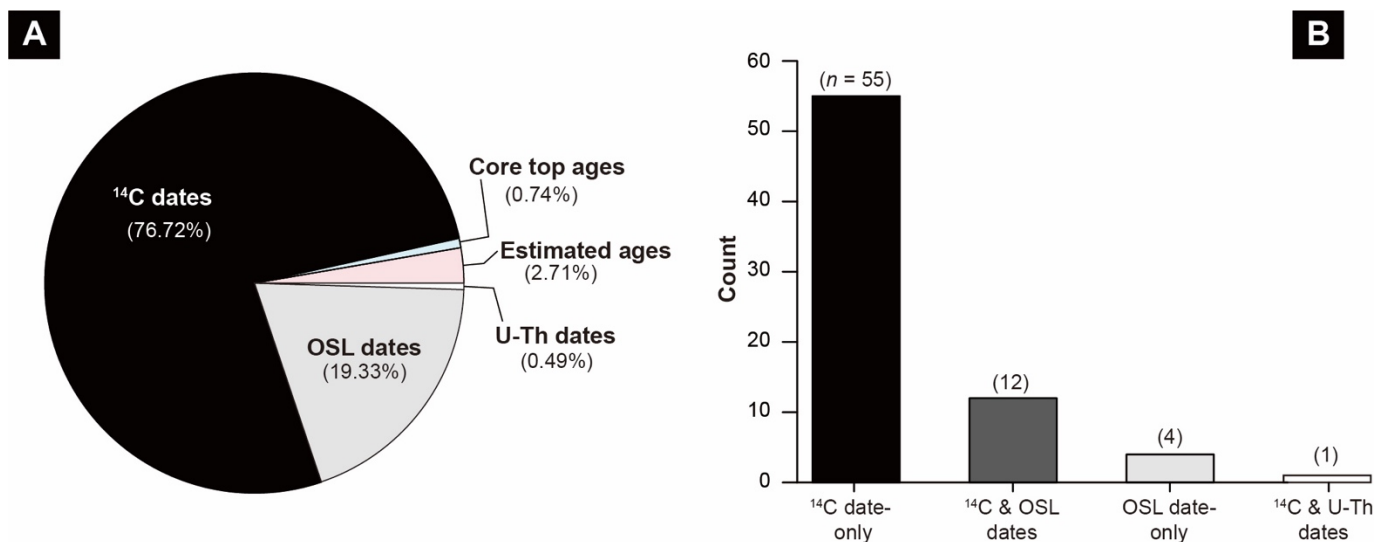 A
¹⁴C dates
(76.72%)
Core top ages
(0.74%)
Estimated ages
(2.71%)
U-Th dates
(0.49%)
OSL dates
(19.33%)
B
Count
60
50
40
30
20
10
0
(n = 55)
(12)
(4)
(1)
¹⁴C date-
only
¹⁴C & OSL
dates
OSL date-
only
¹⁴C & U-Th
dates